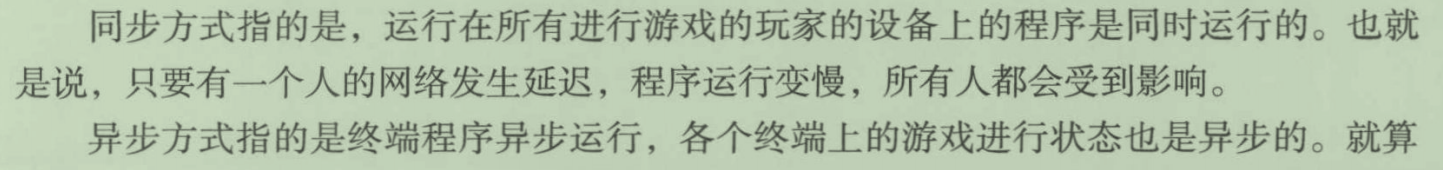 同步方式指的是，运行在所有进行游戏的玩家的设备上的程序是同时运行的。也就
是说，只要有一个人的网络发生延迟，程序运行变慢，所有人都会受到影响。
异步方式指的是终端程序异步运行，各个终端上的游戏进行状态也是异步的。就算